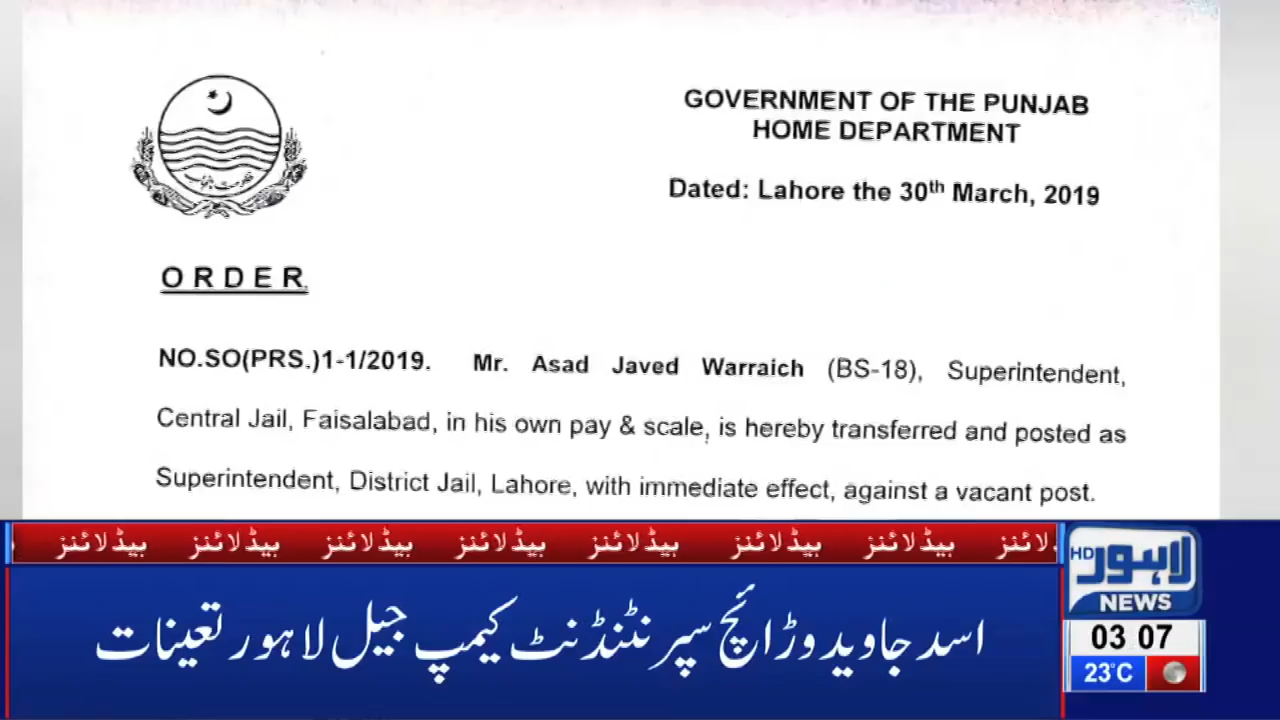 حکومت پنجاب
GOVERNMENT OF THE PUNJAB
HOME DEPARTMENT
Dated: Lahore the 30th March, 2019
ORDER
NO.SO(PRS.)1-1/2019. Mr. Asad Javed Warraich (BS-18), Superintendent,
Central Jail, Faisalabad, in his own pay & scale, is hereby transferred and posted as
Superintendent, District Jail, Lahore, with immediate effect, against a vacant post.
ہیڈلائنز ہیڈلائنز ہیڈلائنز ہیڈلائنز ہیڈلائنز ہیڈلائنز ہیڈلائنز لائنز
اسد جاوید وڑائچ سپرنٹنڈنٹ کیمپ جیل لاہور تعینات
لاہور HD
NEWS
03 07
23°C